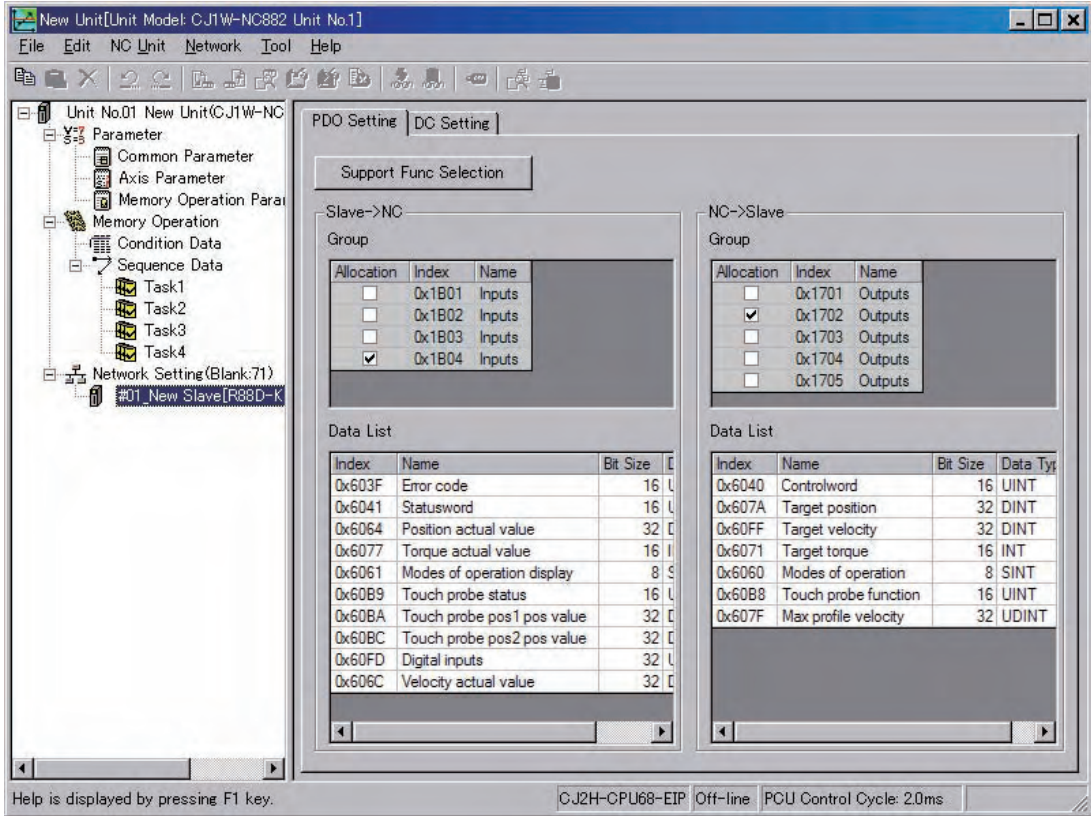 New Unit[Unit Model: CJ1W-NC882 Unit No.1]
File Edit NC Unit Network Tool Help
Unit No.01 New Unit(CJ1W-NC
Parameter
Common Parameter
Axis Parameter
Memory Operation Para
Memory Operation
Condition Data
Sequence Data
Task1
Task2
Task3
Task4
Network Setting(Blank:71)
#01_New Slave[R88D-K
PDO Setting DC Setting
Support Func Selection
Slave->NC
Group
Allocation Index Name
0x1B01 Inputs
0x1B02 Inputs
0x1B03 Inputs
0x1B04 Inputs
Data List
Index Name Bit Size
0x603F Error code 16
0x6041 Statusword 16
0x6064 Position actual value 32
0x6077 Torque actual value 16
0x6061 Modes of operation display 8
0x60B9 Touch probe status 16
0x60BA Touch probe pos1 pos value 32
0x60BC Touch probe pos2 pos value 32
0x60FD Digital inputs 32
0x606C Velocity actual value 32
NC->Slave
Group
Allocation Index Name
0x1701 Outputs
0x1702 Outputs
0x1703 Outputs
0x1704 Outputs
0x1705 Outputs
Data List
Index Name Bit Size Data Typ
0x6040 Controlword 16 UINT
0x607A Target position 32 DINT
0x60FF Target velocity 32 DINT
0x6071 Target torque 16 INT
0x6060 Modes of operation 8 SINT
0x60B8 Touch probe function 16 UINT
0x607F Max profile velocity 32 UDINT
Help is displayed by pressing F1 key.
CJ2H-CPU68-EIP Off-line PCU Control Cycle: 2.0ms